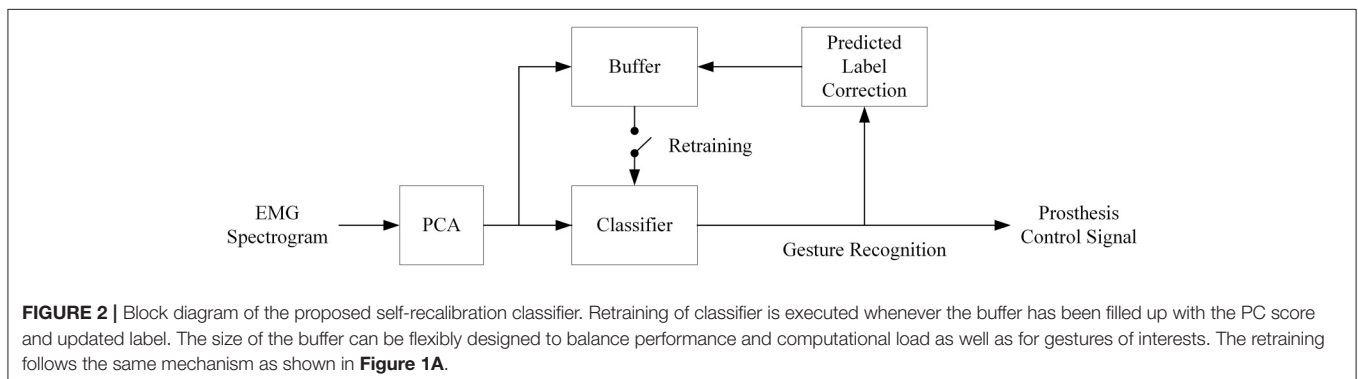 Buffer
Predicted
Label
Correction
Retraining
EMG
Spectrogram
PCA
Classifier
Gesture Recognition
Prosthesis
Control Signal
FIGURE 2 | Block diagram of the proposed self-recalibration classifier. Retraining of classifier is executed whenever the buffer has been filled up with the PC score
and updated label. The size of the buffer can be flexibly designed to balance performance and computational load as well as for gestures of interests. The retraining
follows the same mechanism as shown in Figure 1A.